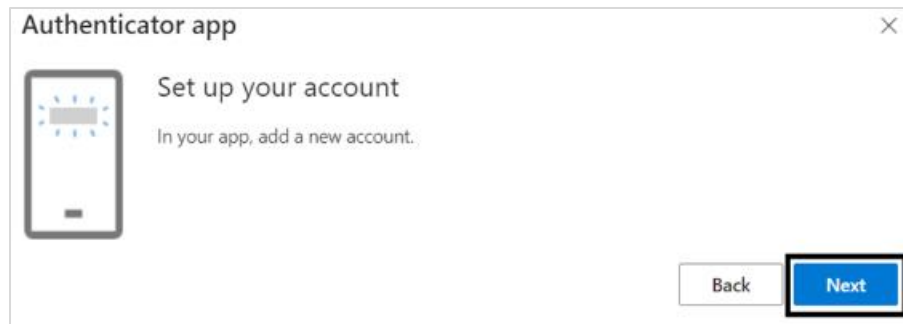 Authenticator app
Set up your account
In your app, add a new account.
Back
Next